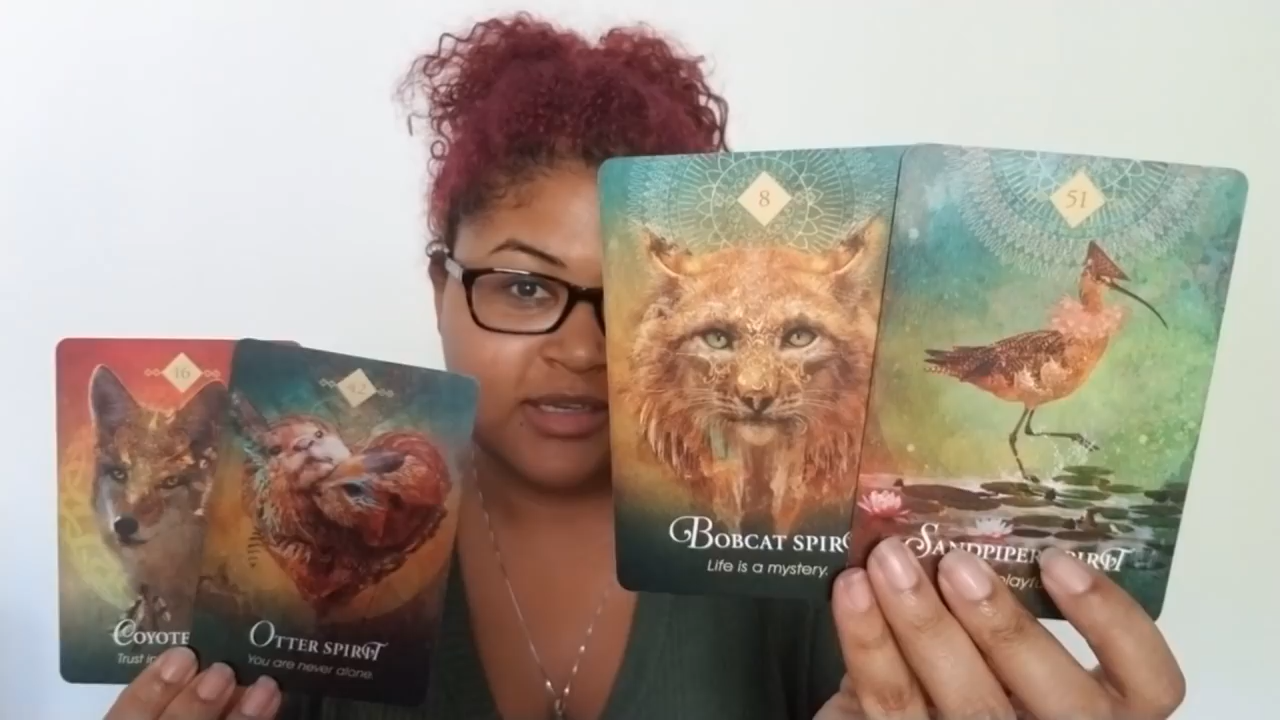 16
COYOTE
Trust in
42
OTTER SPIRIT
You are never alone.
8
BOBCAT SPIR
Life is a mystery.
51
SANDPIPER SPIRIT